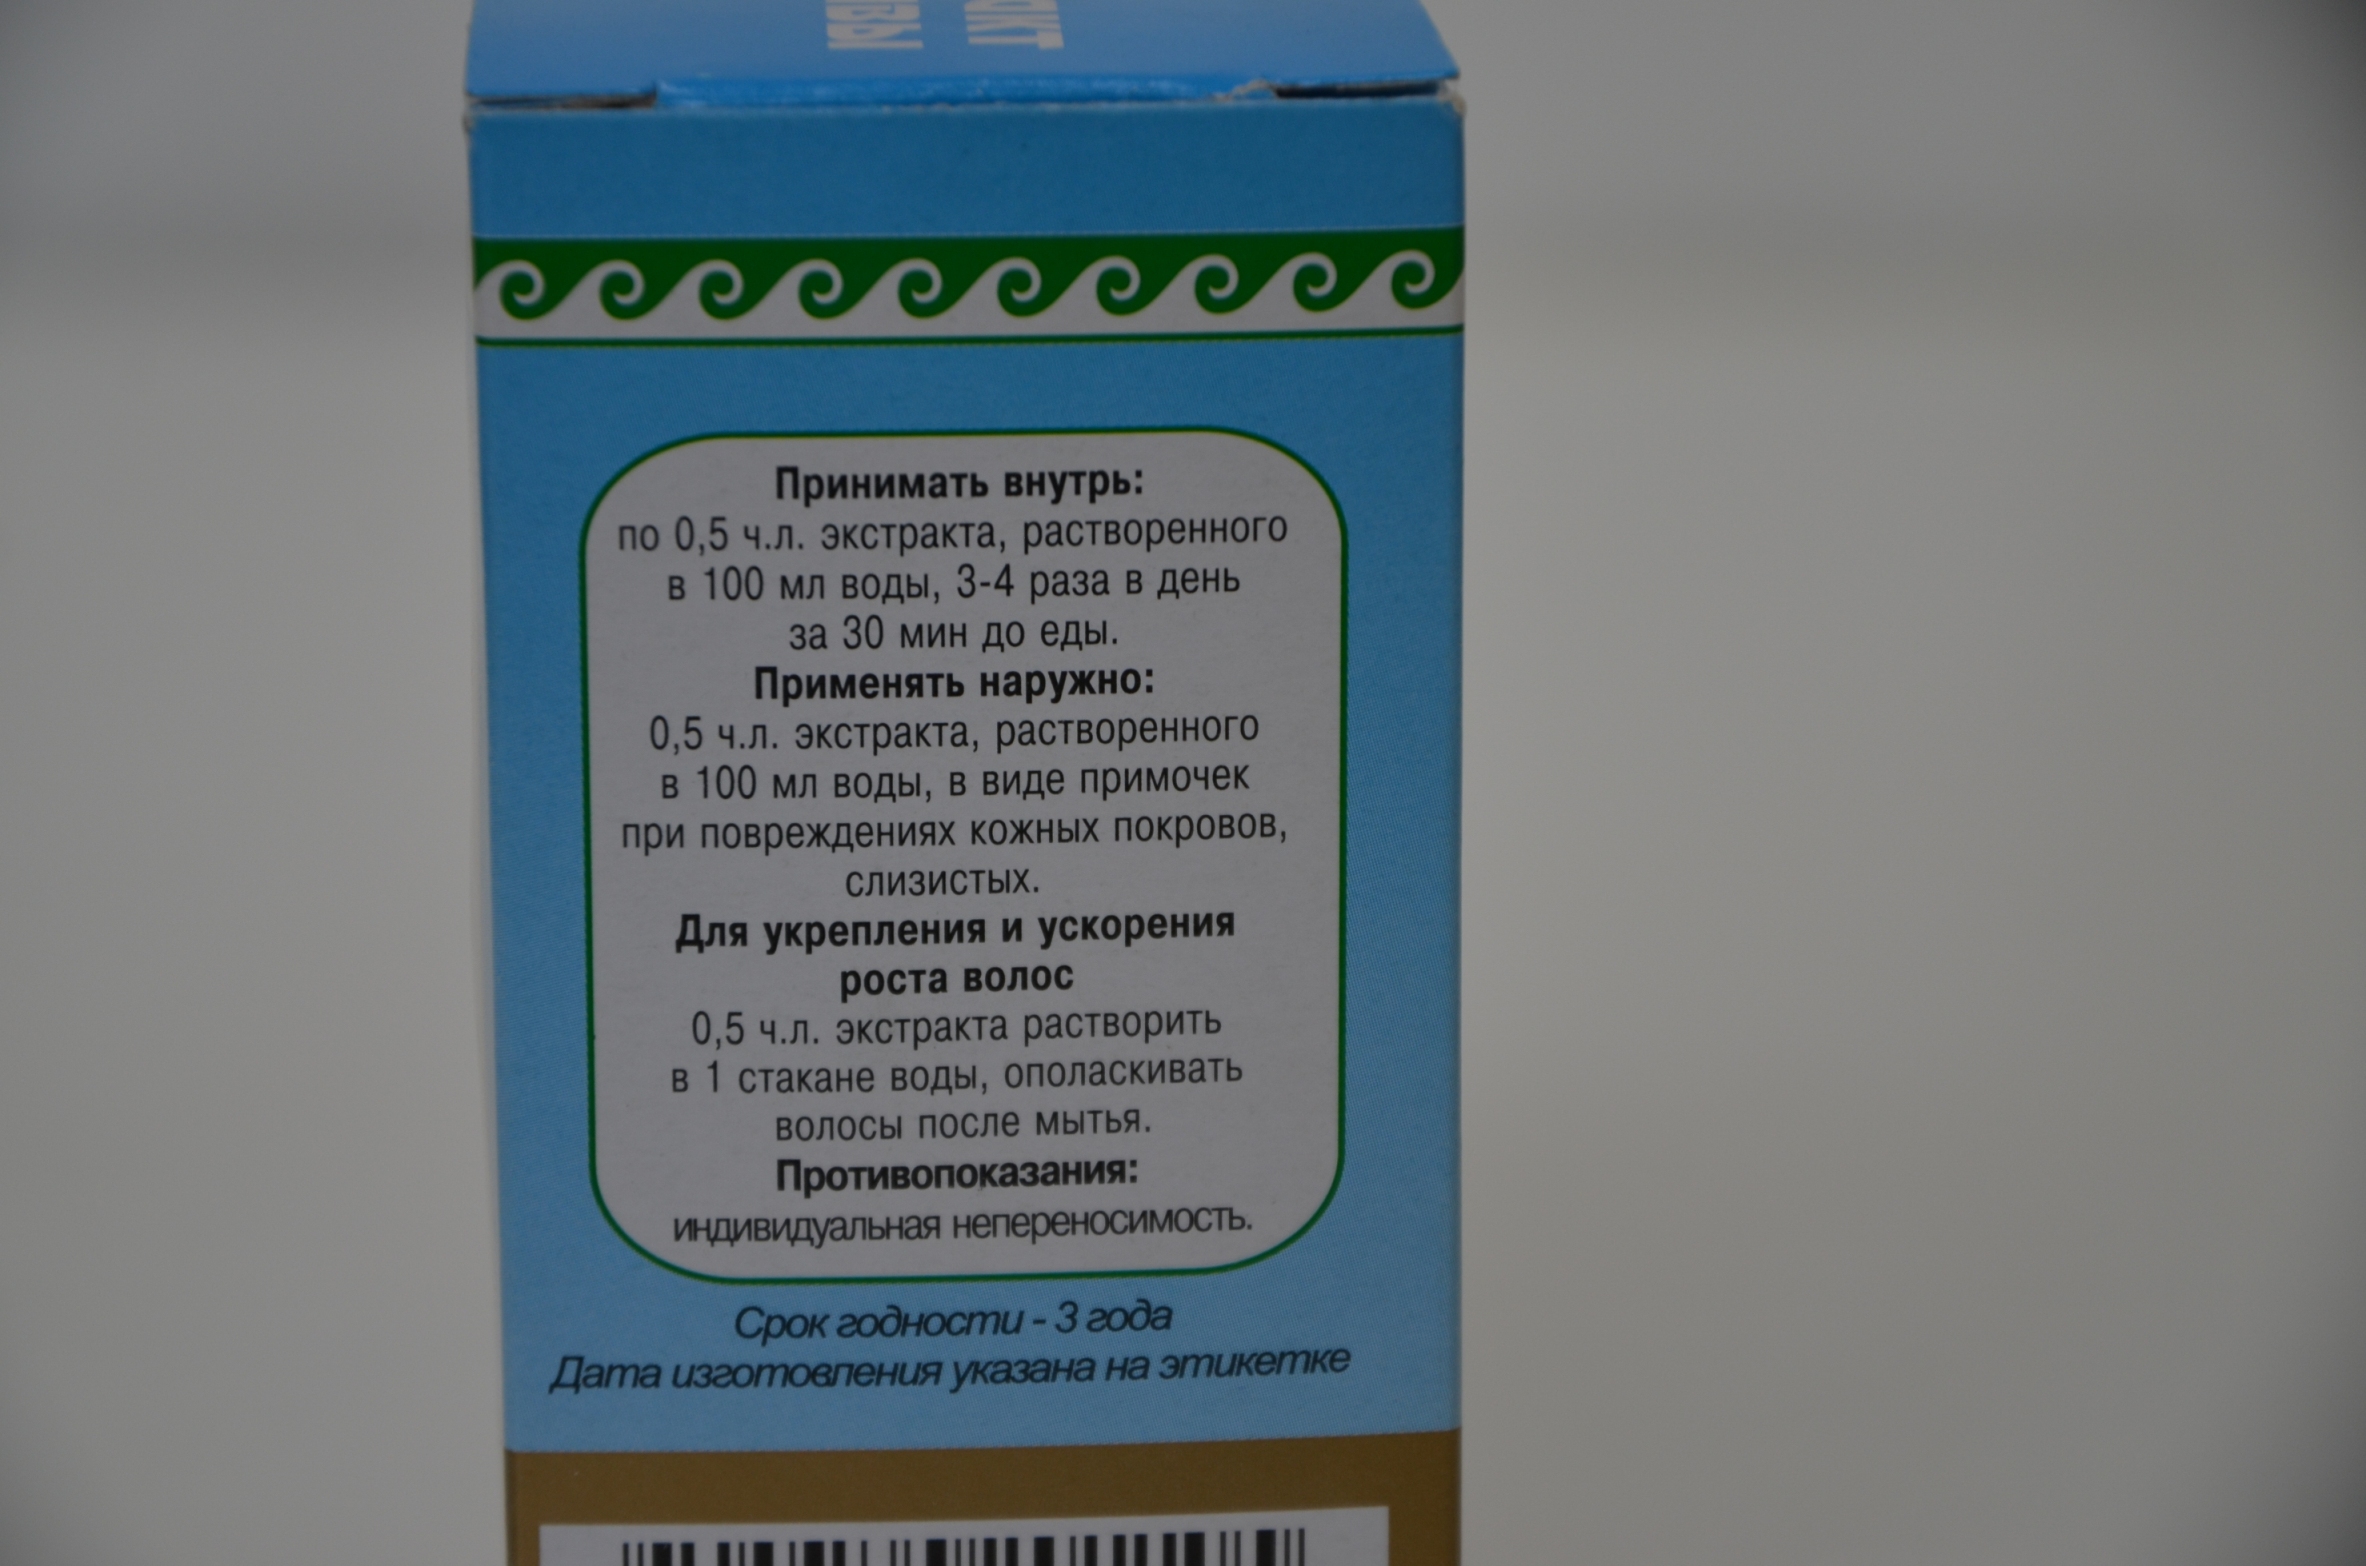 Принимать внутрь:
по 0,5 ч.л. экстракта, растворенного
в 100 мл воды, 3-4 раза в день
за 30 мин до еды.
Применять наружно:
0,5 ч.л. экстракта, растворенного
в 100 мл воды, в виде примочек
при повреждениях кожных покровов,
слизистых.
Для укрепления и ускорения
роста волос
0,5 ч.л. экстракта растворить
в 1 стакане воды, ополаскивать
волосы после мытья.
Противопоказания:
индивидуальная непереносимость.
Срок годности - 3 года
Дата изготовления указана на этикетке